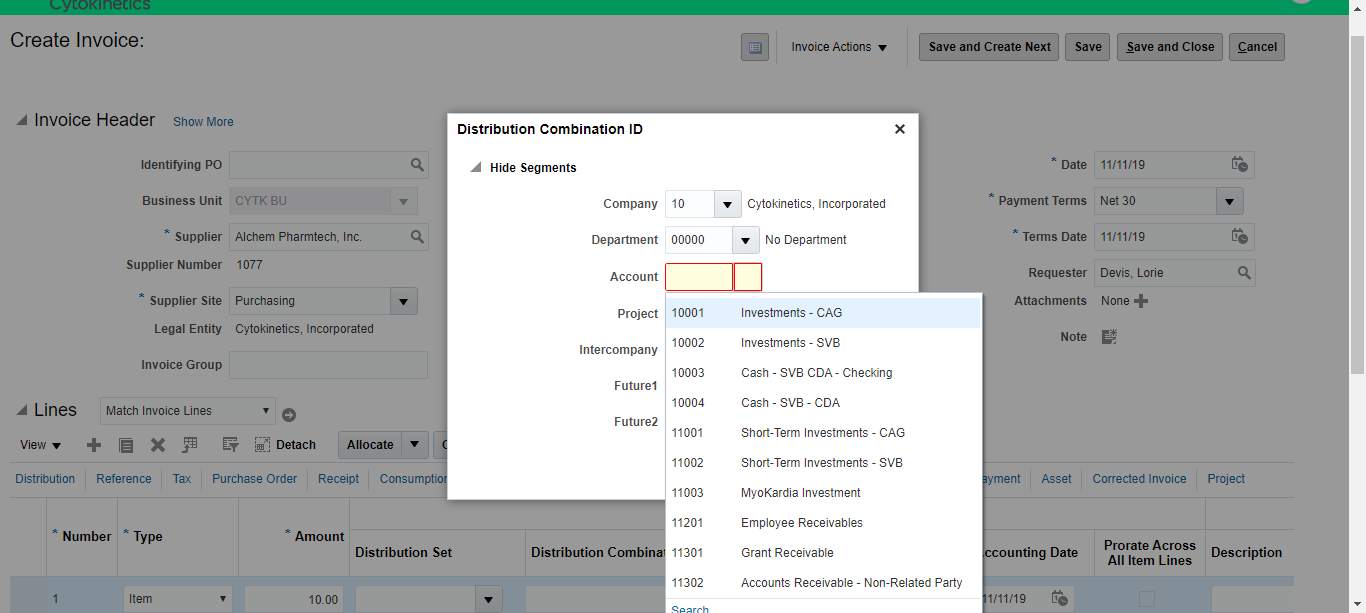 Cytokinetics
Create Invoice:
Invoice Actions
Save and Create Next
Save
Save and Close
Cancel
Invoice Header
Show More
Identifying PO
Business Unit CYTK BU
* Supplier Alchem Pharmtech, Inc.
Supplier Number 1077
* Supplier Site Purchasing
Legal Entity Cytokinetics, Incorporated
Invoice Group
Distribution Combination ID
Hide Segments
Company 10 Cytokinetics, Incorporated
Department 00000 No Department
Account
Project
Intercompany
Future1
Future2
10001 Investments - CAG
10002 Investments - SVB
10003 Cash - SVB CDA - Checking
10004 Cash - SVB - CDA
11001 Short-Term Investments - CAG
11002 Short-Term Investments - SVB
11003 MyoKardia Investment
11201 Employee Receivables
11301 Grant Receivable
11302 Accounts Receivable - Non-Related Party
Search
* Date 11/11/19
* Payment Terms Net 30
* Terms Date 11/11/19
Requester Devis, Lorie
Attachments None
Note
Lines Match Invoice Lines
View
Detach
Allocate
Distribution Reference Tax Purchase Order Receipt Consumption
Asset Corrected Invoice Project
* Number * Type * Amount Distribution Set
Accounting Date Prorate Across
All Item Lines Description
1 Item 10.00
11/11/19